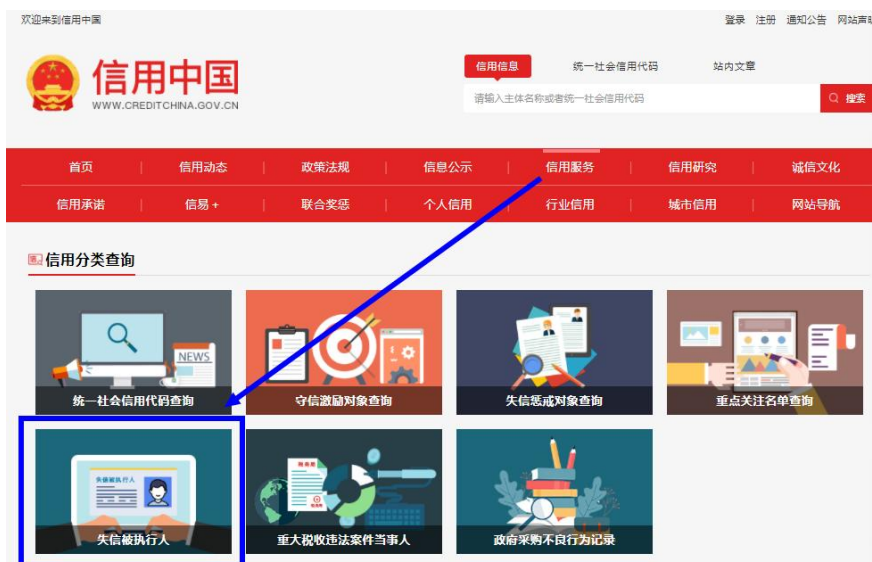 欢迎来到信用中国
登录 注册 通知公告 网站声明
信用中国
WWW.CREDITCHINA.GOV.CN
信用信息 统一社会信用代码 站内文章
请输入主体名称或者统一社会信用代码
搜索
首页 信用动态 政策法规 信息公示 信用服务 信用研究 诚信文化
信用承诺 信易+ 联合奖惩 个人信用 行业信用 城市信用 网站导航
信用分类查询
NEWS
统一社会信用代码查询 守信激励对象查询 失信惩戒对象查询 重点关注名单查询
失信被执行人
失信被执行人 重大税收违法案件当事人 政府采购不良行为记录